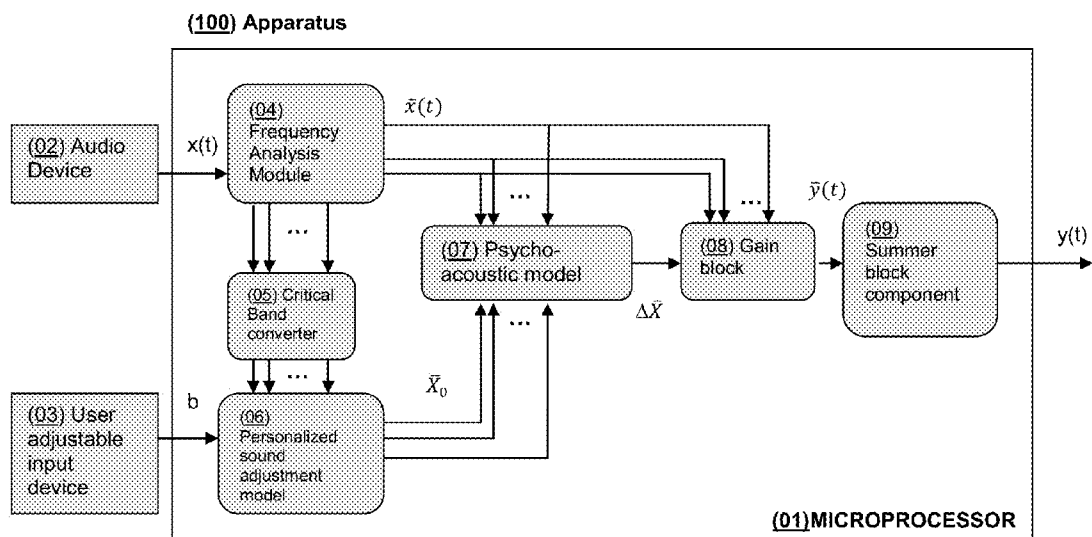 (100) Apparatus
(02) Audio
Device
x(t)
(04)
Frequency
Analysis
Module
x̄(t)
...
...
...
(05) Critical
Band
converter
...
(03) User
adjustable
input
device
b
(06)
Personalized
sound
adjustment
model
X̄₀
...
(07) Psycho-
acoustic model
ΔX̄
(08) Gain
block
ȳ(t)
(09)
Summer
block
component
y(t)
(01)MICROPROCESSOR